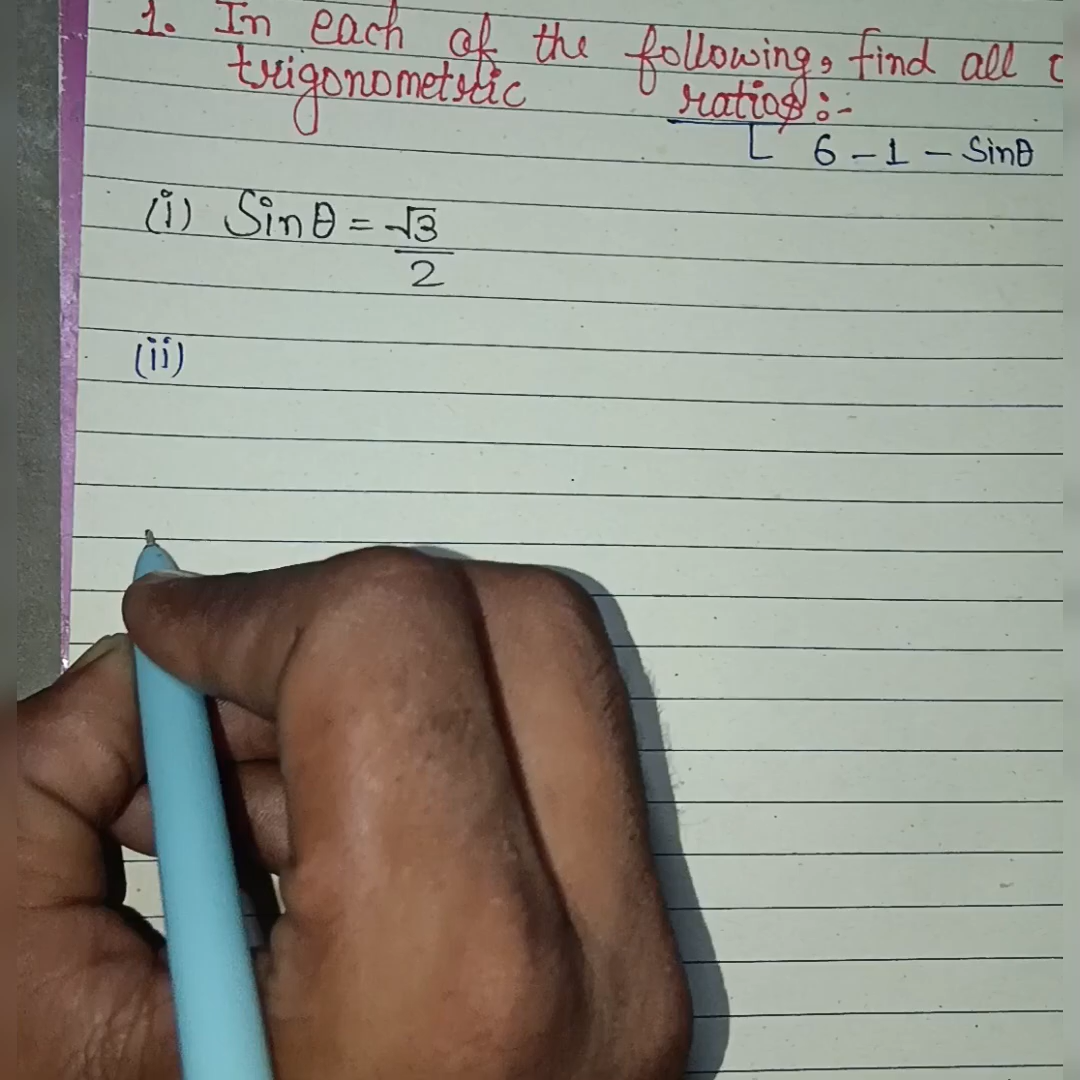 1. In each of the following, find all
trigonometric ratios :-
6 - 1 - Sinθ
(i) Sinθ = √3/2
(ii)